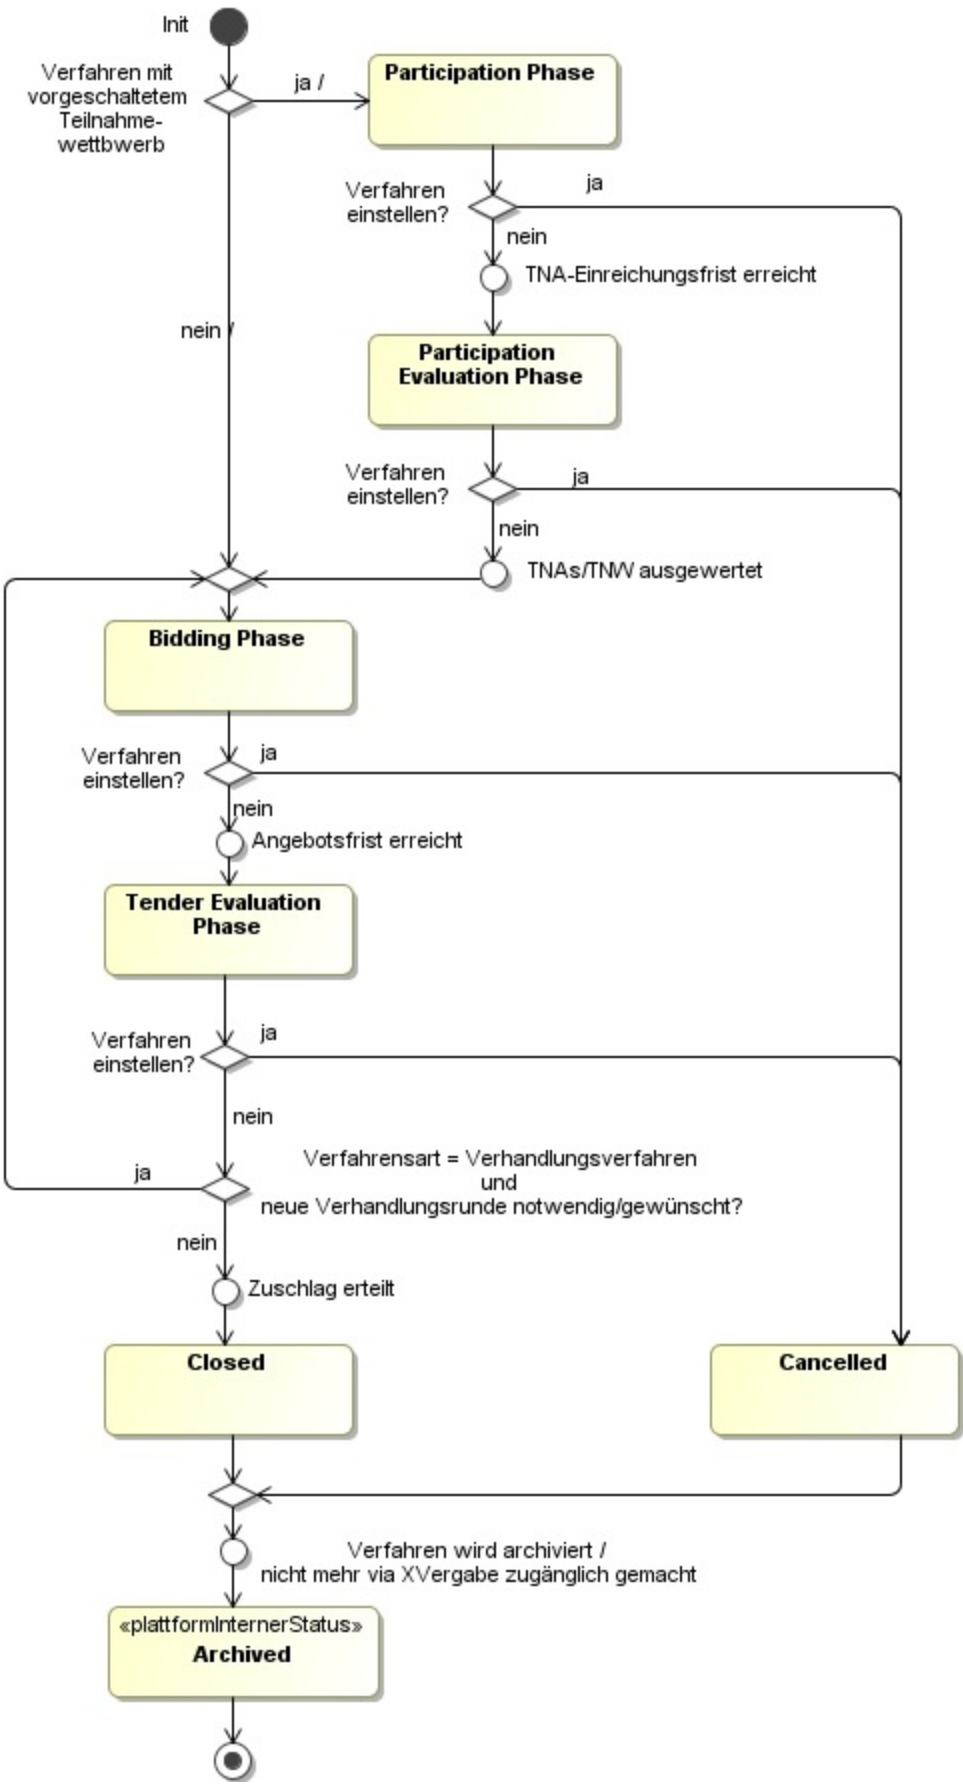 Init
Verfahren mit
vorgeschaltetem
Teilnahme-
wettbwerb
ja /
Participation Phase
Verfahren
einstellen?
ja
nein
TNA-Einreichungsfrist erreicht
nein /
Participation
Evaluation Phase
Verfahren
einstellen?
ja
nein
TNAs/TNW ausgewertet
Bidding Phase
Verfahren
einstellen?
ja
nein
Angebotsfrist erreicht
Tender Evaluation
Phase
Verfahren
einstellen?
ja
nein
Verfahrensart = Verhandlungsverfahren
und
neue Verhandlungsrunde notwendig/gewünscht?
ja
nein
Zuschlag erteilt
Closed
Cancelled
Verfahren wird archiviert /
nicht mehr via XVergabe zugänglich gemacht
«plattformInternerStatus»
Archived